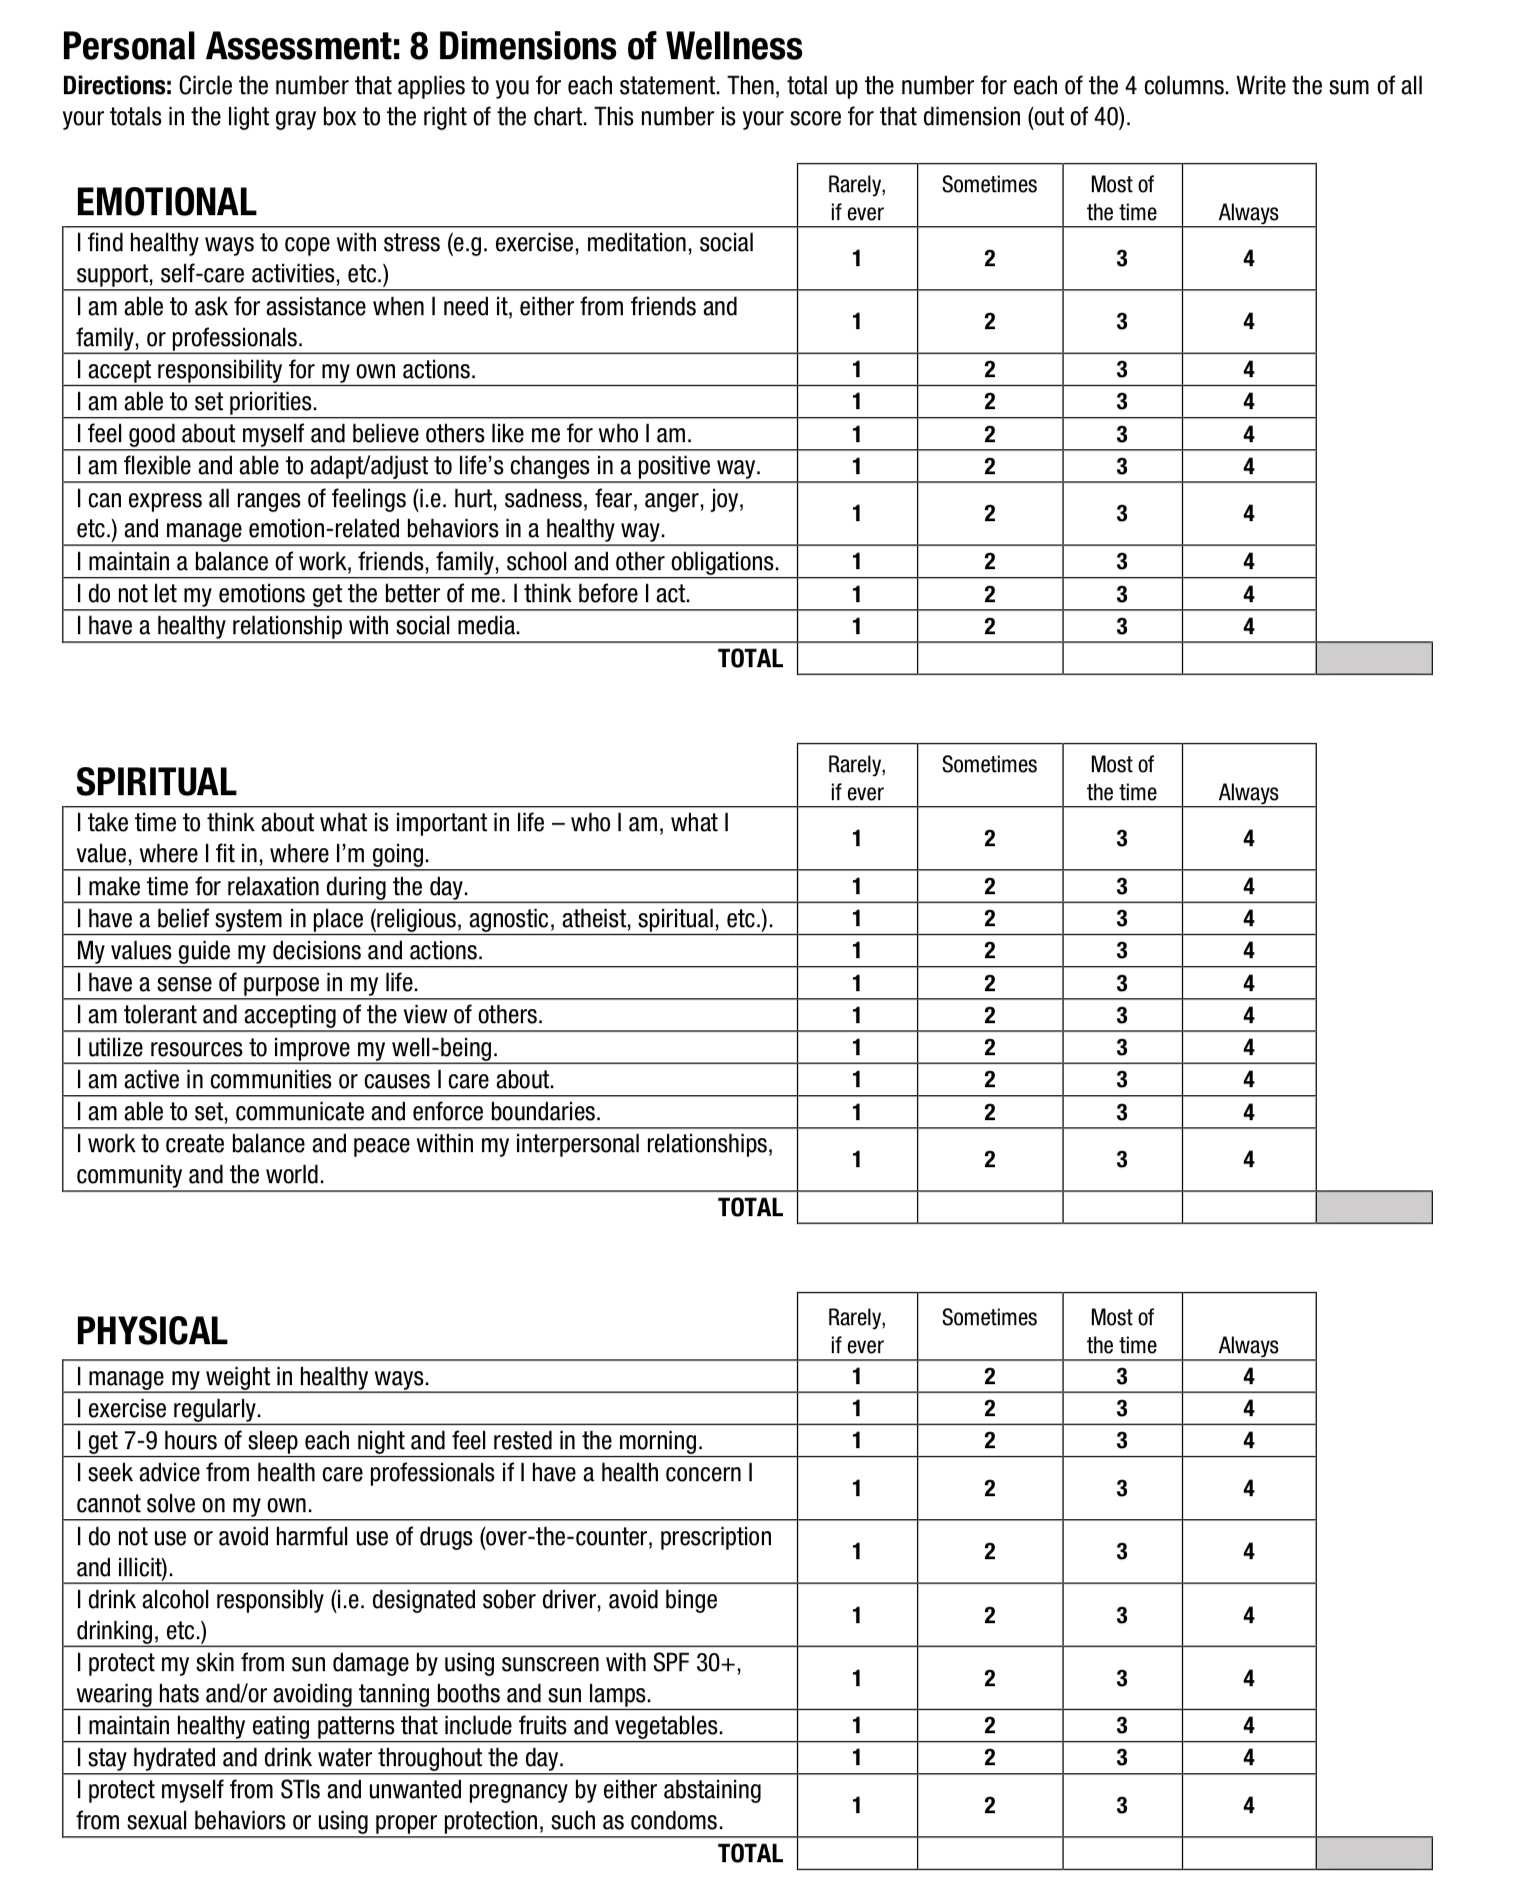 Personal Assessment: 8 Dimensions of Wellness
Directions: Circle the number that applies to you for each statement. Then, total up the number for each of the 4 columns. Write the sum of all
your totals in the light gray box to the right of the chart. This number is your score for that dimension (out of 40).
EMOTIONAL
Rarely,
if ever
Sometimes
Most of
the time
Always
I find healthy ways to cope with stress (e.g. exercise, meditation, social
support, self-care activities, etc.)
1 2 3 4
I am able to ask for assistance when I need it, either from friends and
family, or professionals.
1 2 3 4
I accept responsibility for my own actions. 1 2 3 4
I am able to set priorities. 1 2 3 4
I feel good about myself and believe others like me for who I am. 1 2 3 4
I am flexible and able to adapt/adjust to life's changes in a positive way. 1 2 3 4
I can express all ranges of feelings (i.e. hurt, sadness, fear, anger, joy,
etc.) and manage emotion-related behaviors in a healthy way.
1 2 3 4
I maintain a balance of work, friends, family, school and other obligations. 1 2 3 4
I do not let my emotions get the better of me. I think before I act. 1 2 3 4
I have a healthy relationship with social media. 1 2 3 4
TOTAL
SPIRITUAL
Rarely,
if ever
Sometimes
Most of
the time
Always
I take time to think about what is important in life – who I am, what I
value, where I fit in, where I'm going.
1 2 3 4
I make time for relaxation during the day. 1 2 3 4
I have a belief system in place (religious, agnostic, atheist, spiritual, etc.). 1 2 3 4
My values guide my decisions and actions. 1 2 3 4
I have a sense of purpose in my life. 1 2 3 4
I am tolerant and accepting of the view of others. 1 2 3 4
I utilize resources to improve my well-being. 1 2 3 4
I am active in communities or causes I care about. 1 2 3 4
I am able to set, communicate and enforce boundaries. 1 2 3 4
I work to create balance and peace within my interpersonal relationships,
community and the world.
1 2 3 4
TOTAL
PHYSICAL
Rarely,
if ever
Sometimes
Most of
the time
Always
I manage my weight in healthy ways. 1 2 3 4
I exercise regularly. 1 2 3 4
I get 7-9 hours of sleep each night and feel rested in the morning. 1 2 3 4
I seek advice from health care professionals if I have a health concern I
cannot solve on my own.
1 2 3 4
I do not use or avoid harmful use of drugs (over-the-counter, prescription
and illicit).
1 2 3 4
I drink alcohol responsibly (i.e. designated sober driver, avoid binge
drinking, etc.)
1 2 3 4
I protect my skin from sun damage by using sunscreen with SPF 30+,
wearing hats and/or avoiding tanning booths and sun lamps.
1 2 3 4
I maintain healthy eating patterns that include fruits and vegetables. 1 2 3 4
I stay hydrated and drink water throughout the day. 1 2 3 4
I protect myself from STIs and unwanted pregnancy by either abstaining
from sexual behaviors or using proper protection, such as condoms.
1 2 3 4
TOTAL